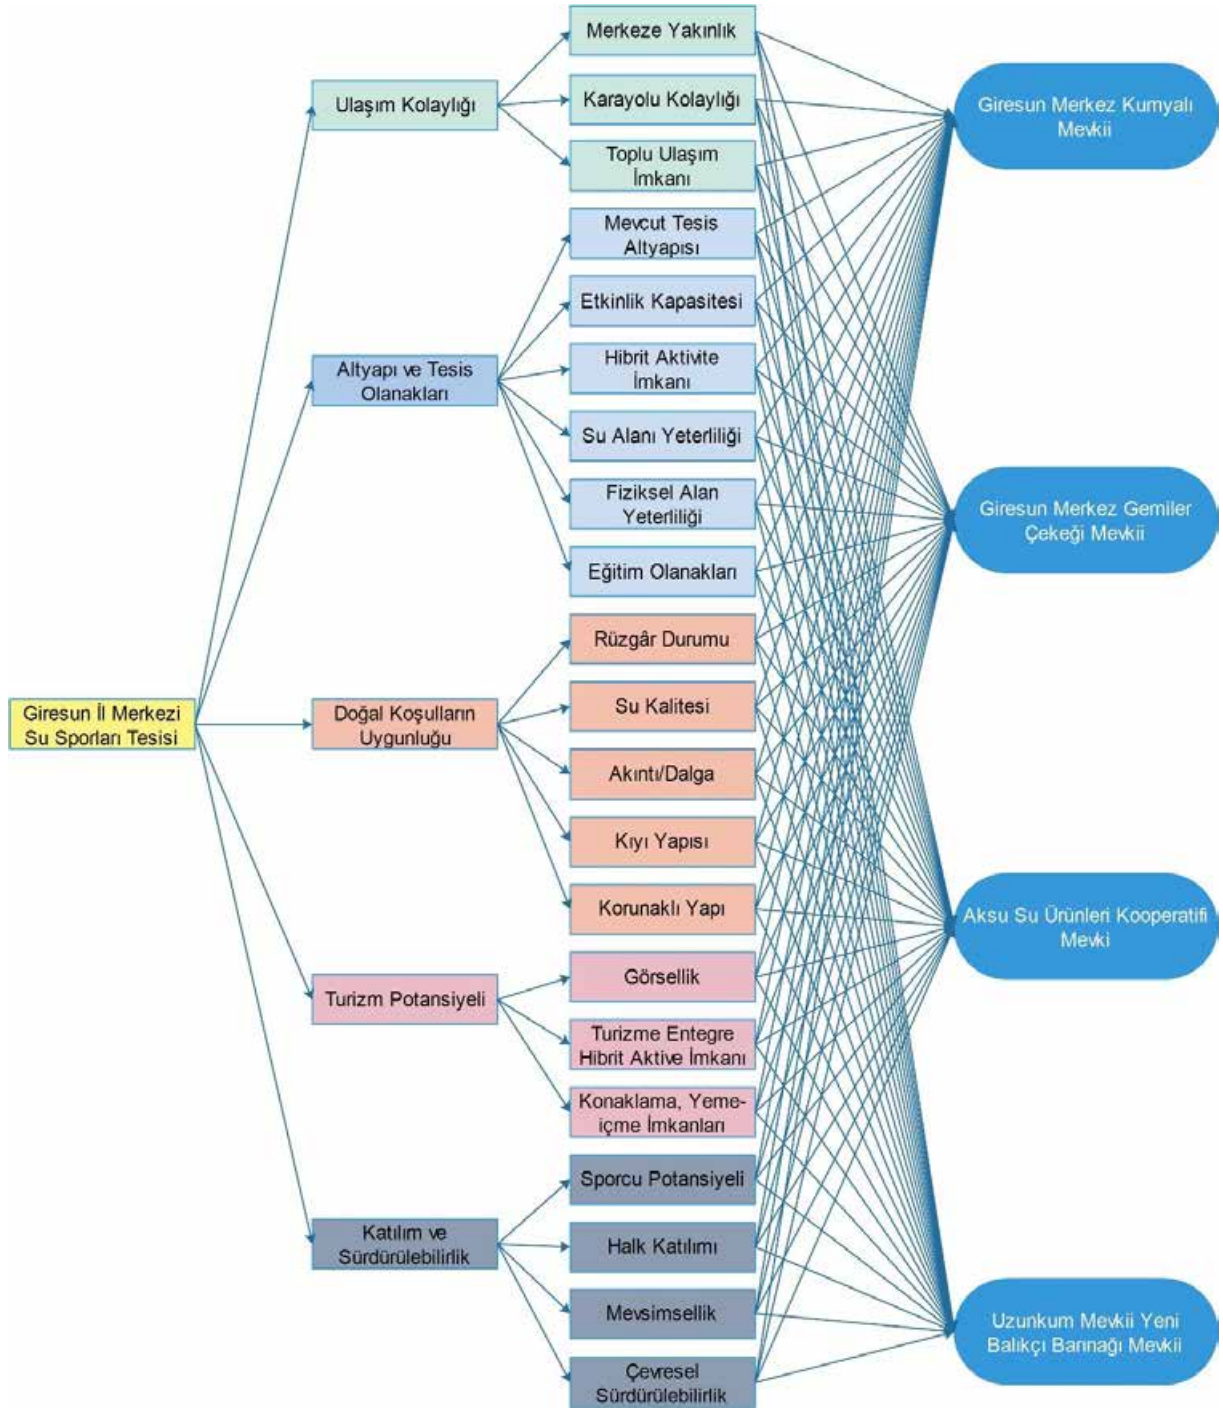 Giresun İl Merkezi
Su Sporları Tesisi
Ulaşım Kolaylığı
Altyapı ve Tesis
Olanakları
Doğal Koşulların
Uygunluğu
Turizm Potansiyeli
Katılım ve
Sürdürülebilirlik
Merkeze Yakınlık
Karayolu Kolaylığı
Toplu Ulaşım
İmkanı
Mevcut Tesis
Altyapısı
Etkinlik Kapasitesi
Hibrit Aktivite
İmkanı
Su Alanı Yeterliliği
Fiziksel Alan
Yeterliliği
Eğitim Olanakları
Rüzgâr Durumu
Su Kalitesi
Akıntı/Dalga
Kıyı Yapısı
Korunaklı Yapı
Görsellik
Turizme Entegre
Hibrit Aktive İmkanı
Konaklama, Yeme-
içme İmkanları
Sporcu Potansiyeli
Halk Katılımı
Mevsimsellik
Çevresel
Sürdürülebilirlik
Giresun Merkez Kumyalı
Mevkii
Giresun Merkez Gemiler
Çekeği Mevkii
Aksu Su Ürünleri Kooperatifi
Mevki
Uzunkum Mevkii Yeni
Balıkçı Barınağı Mevkii